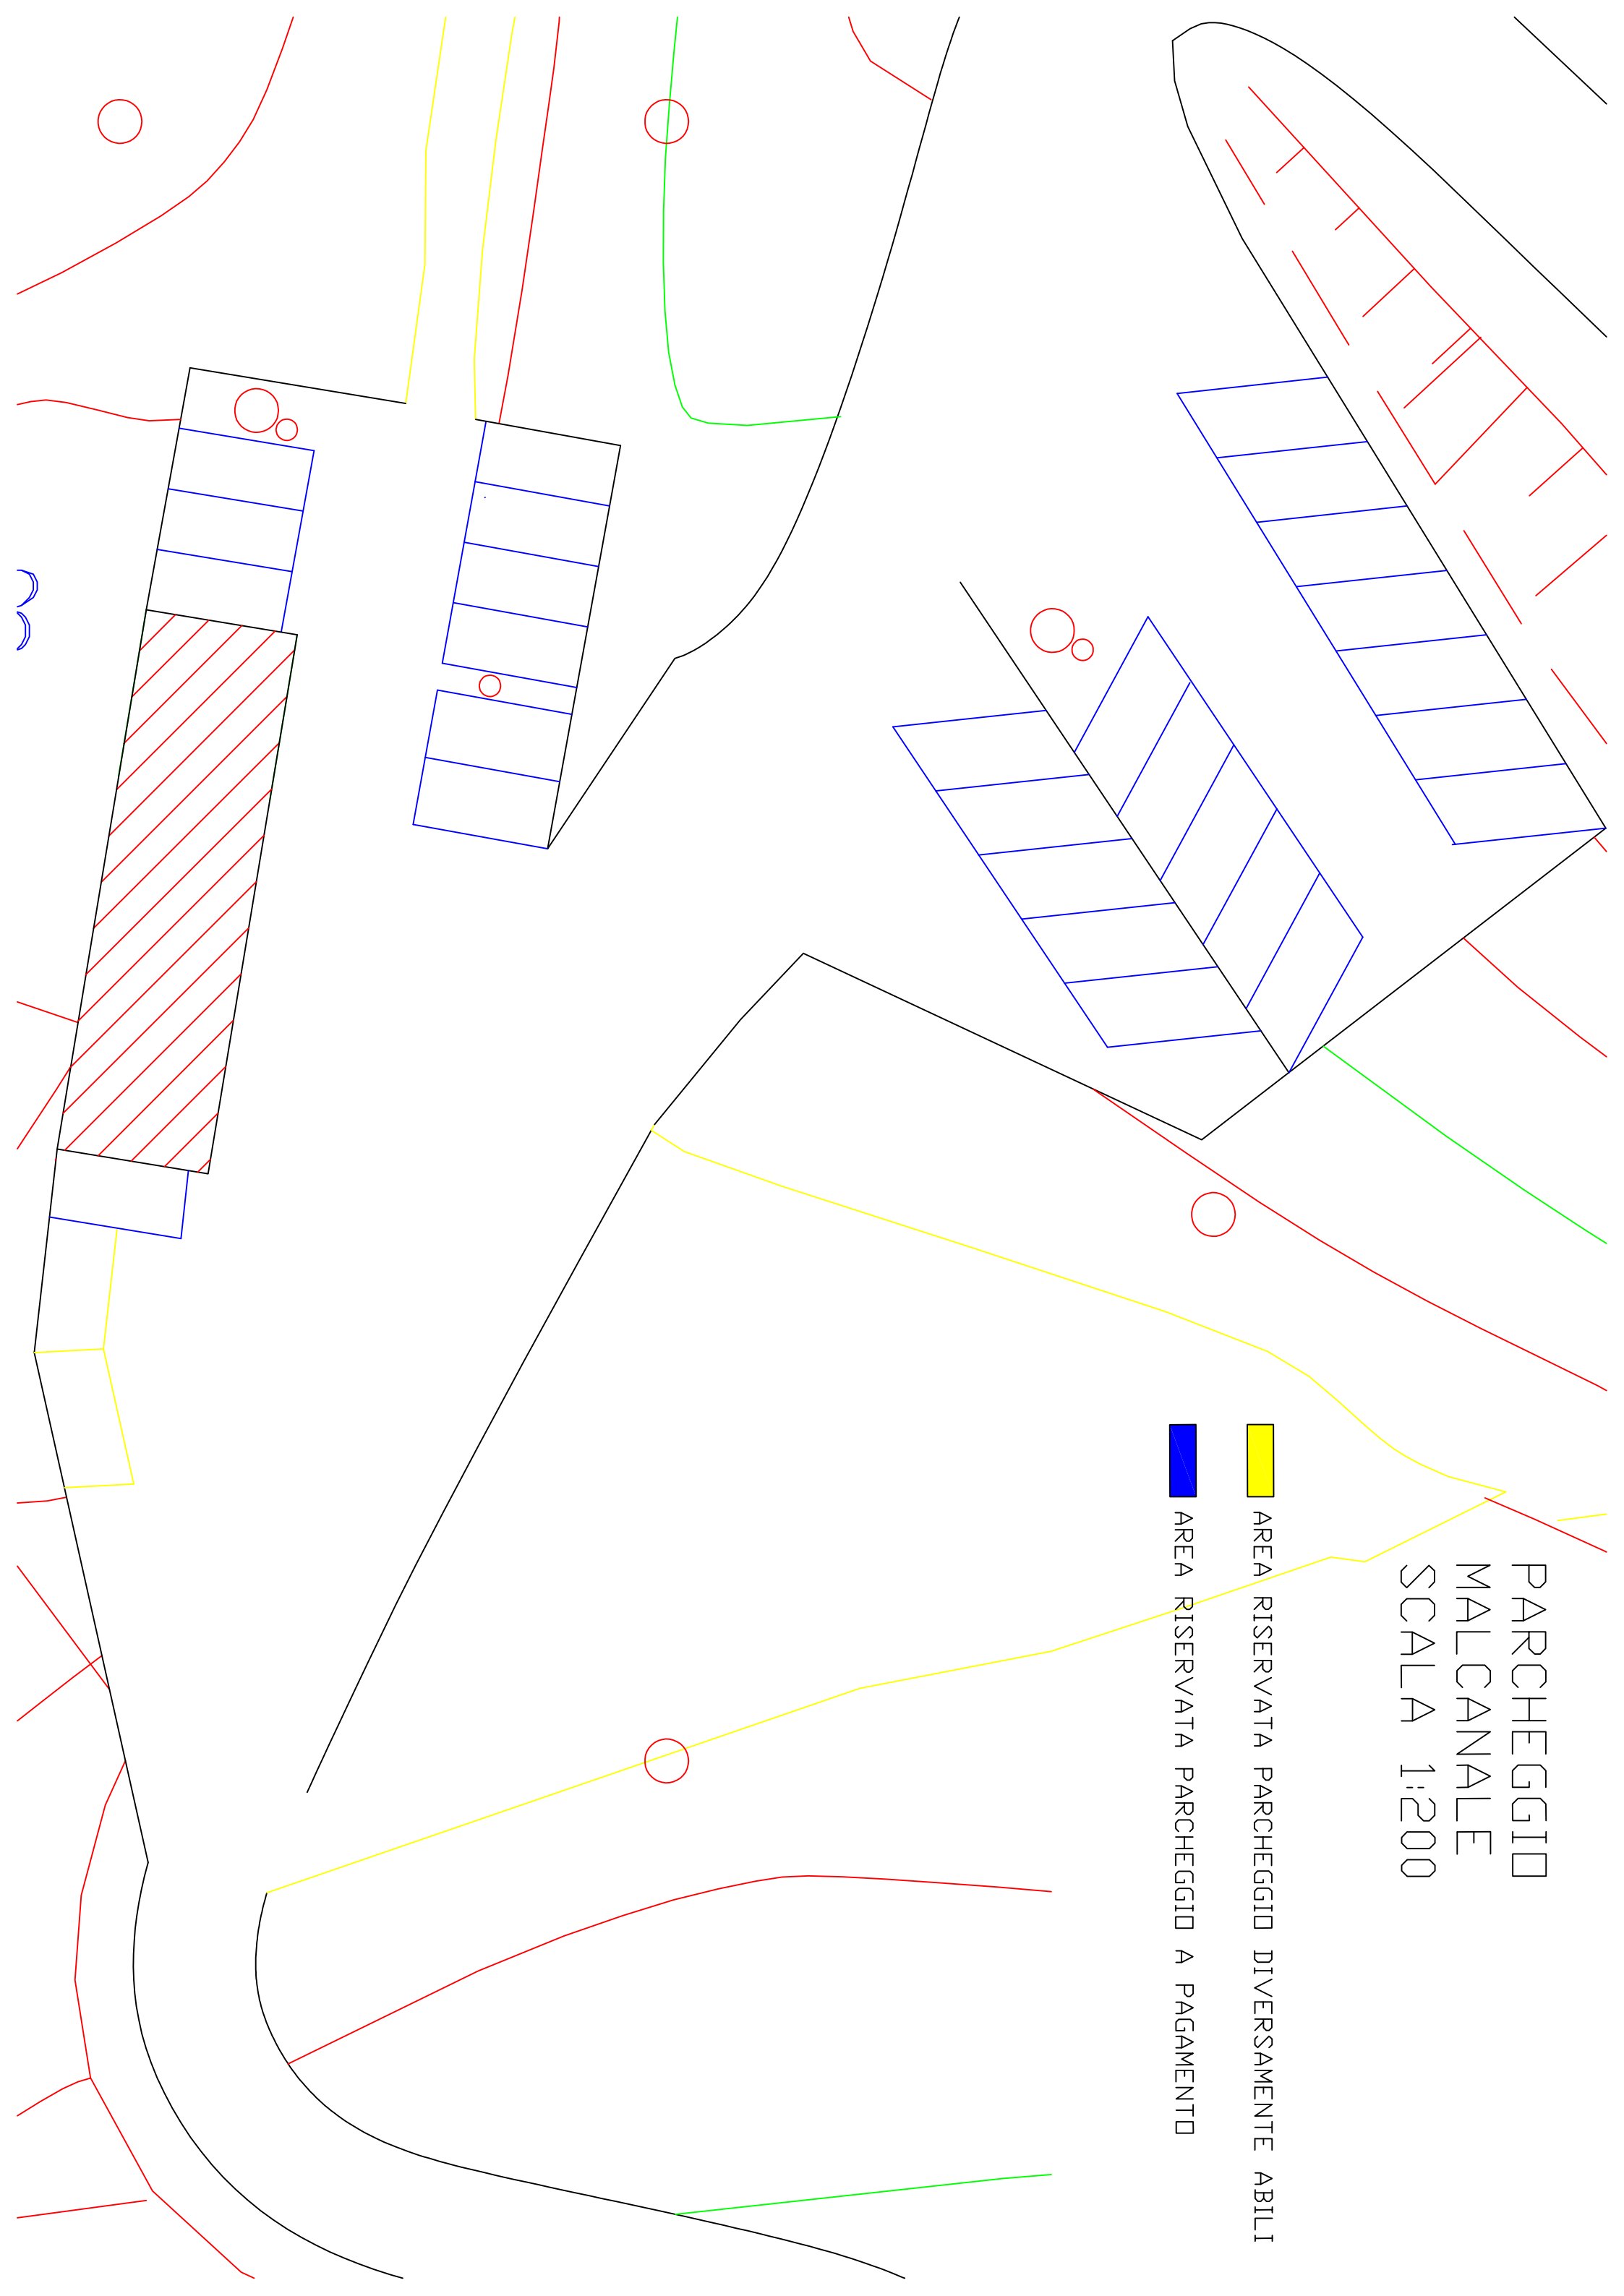 PARCHEGGIO
MALCANALE
SCALA 1:200
AREA RISERVATA PARCHEGGIO DIVERSAMENTE ABILI
AREA RISERVATA PARCHEGGIO A PAGAMENTO